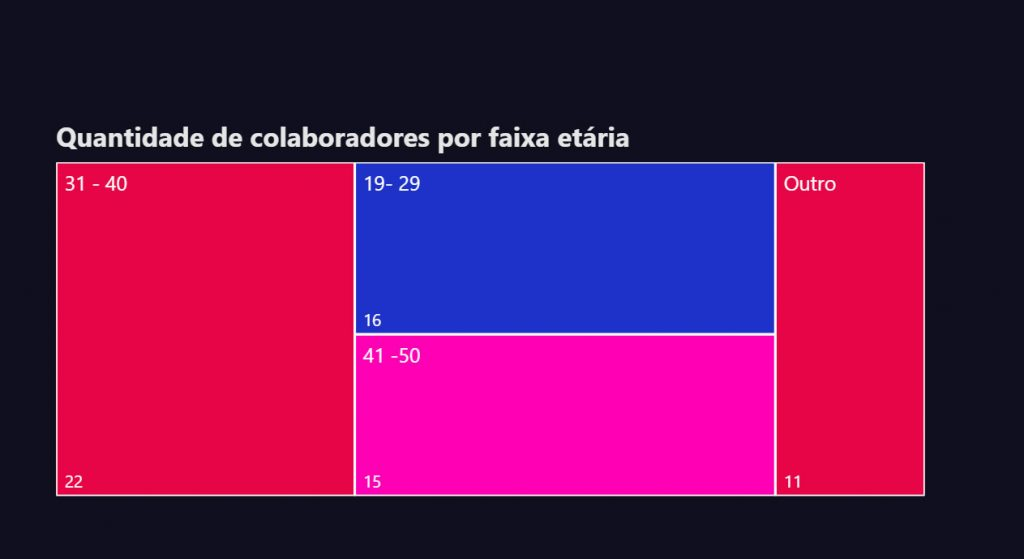 Quantidade de colaboradores por faixa etária
31 - 40
22
19- 29
16
41 -50
15
Outro
11